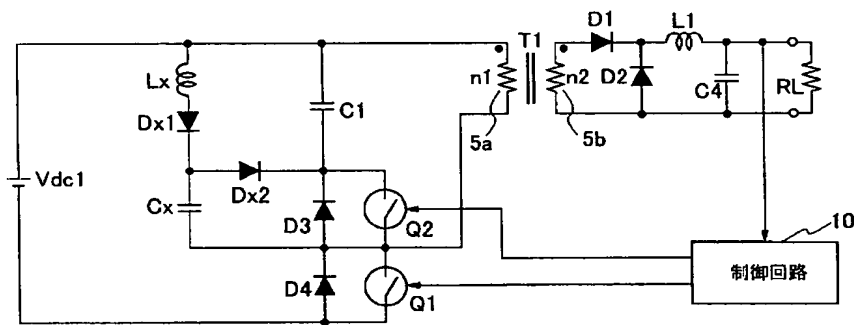 D1
L1
T1
Lx
n1
n2
D2
C4
RL
C1
Dx1
5a
5b
Vdc1
Dx2
Cx
D3
Q2
10
D4
Q1
制御回路